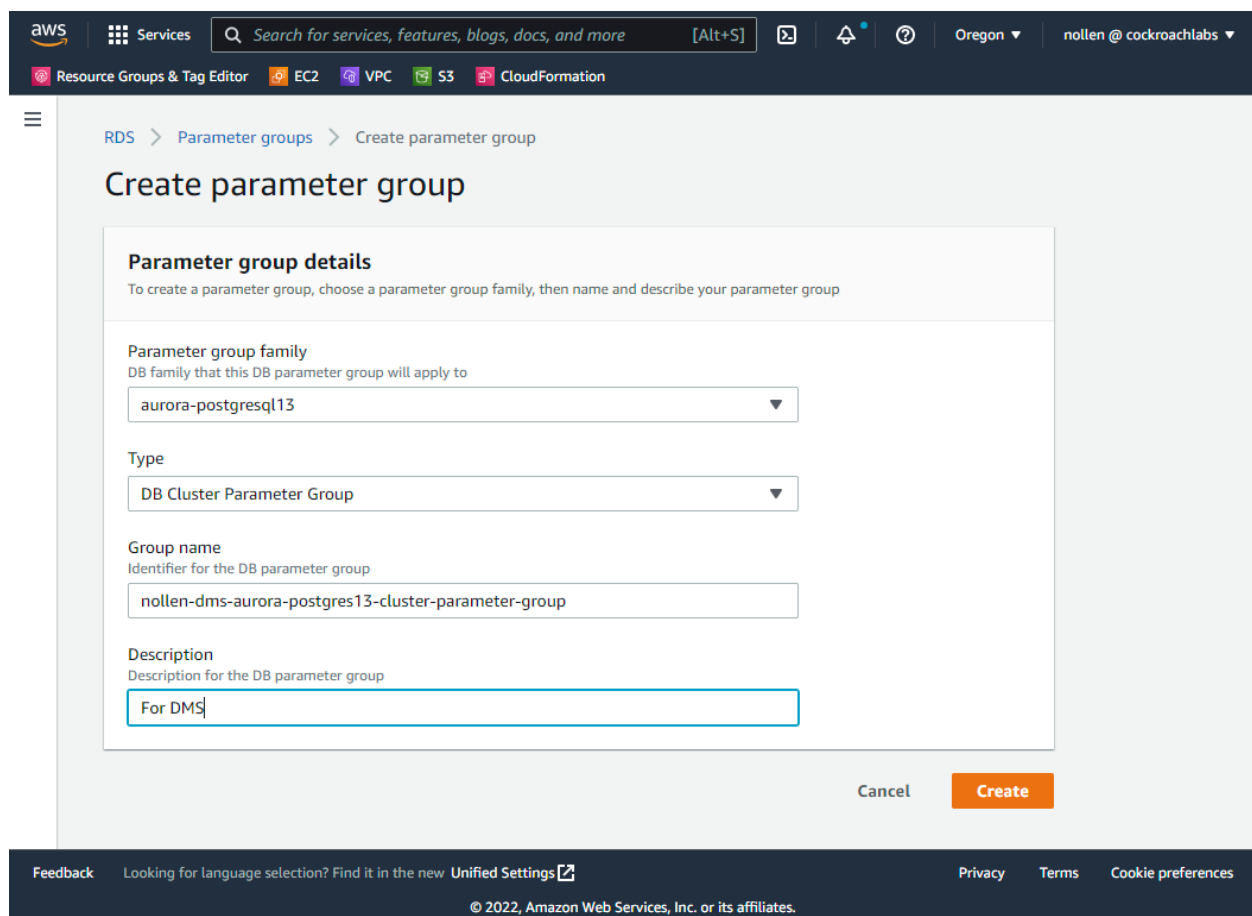 aws Services Search for services, features, blogs, docs, and more [Alt+S] Oregon ▼ nollen @ cockroachlabs ▼
Resource Groups & Tag Editor EC2 VPC S3 CloudFormation
RDS > Parameter groups > Create parameter group
Create parameter group
Parameter group details
To create a parameter group, choose a parameter group family, then name and describe your parameter group
Parameter group family
DB family that this DB parameter group will apply to
aurora-postgresql13
Type
DB Cluster Parameter Group
Group name
Identifier for the DB parameter group
nollen-dms-aurora-postgres13-cluster-parameter-group
Description
Description for the DB parameter group
For DMS
Cancel Create
Feedback Looking for language selection? Find it in the new Unified Settings Privacy Terms Cookie preferences
© 2022, Amazon Web Services, Inc. or its affiliates.